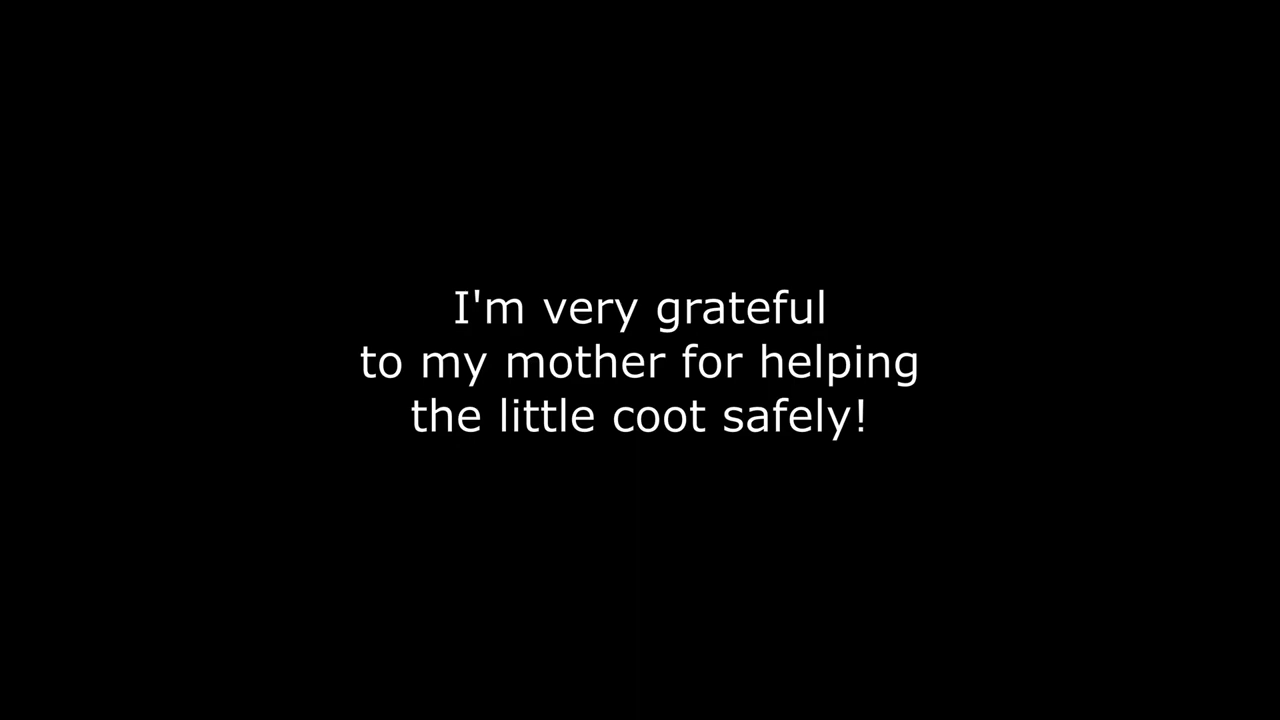 I'm very grateful
to my mother for helping
the little coot safely!